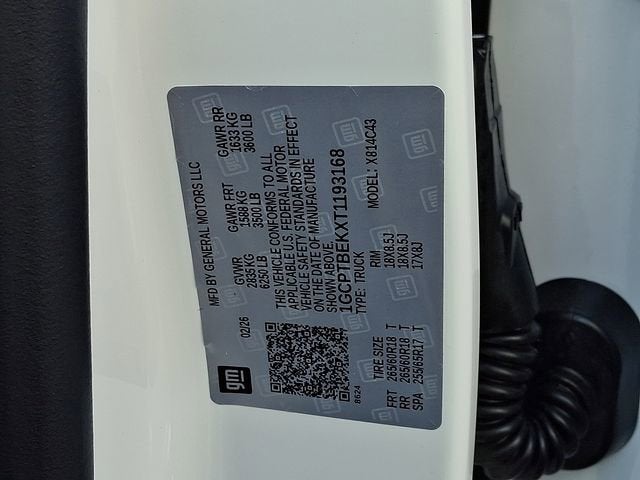 gm
MFD BY GENERAL MOTORS LLC
02/26
GVWR GAWR FRT GAWR RR
2835 KG 1588 KG 1633 KG
6250 LB 3500 LB 3600 LB
THIS VEHICLE CONFORMS TO ALL
APPLICABLE U.S. FEDERAL MOTOR
VEHICLE SAFETY STANDARDS IN EFFECT
ON THE DATE OF MANUFACTURE
SHOWN ABOVE.
1GCPTBEKXT1193168
8624 TYPE: TRUCK MODEL: X814C43
TIRE SIZE RIM
FRT 265/60R18 T 18X8.5J
RR 265/60R18 T 18X8.5J
SPA 255/65R17 T 17X8J